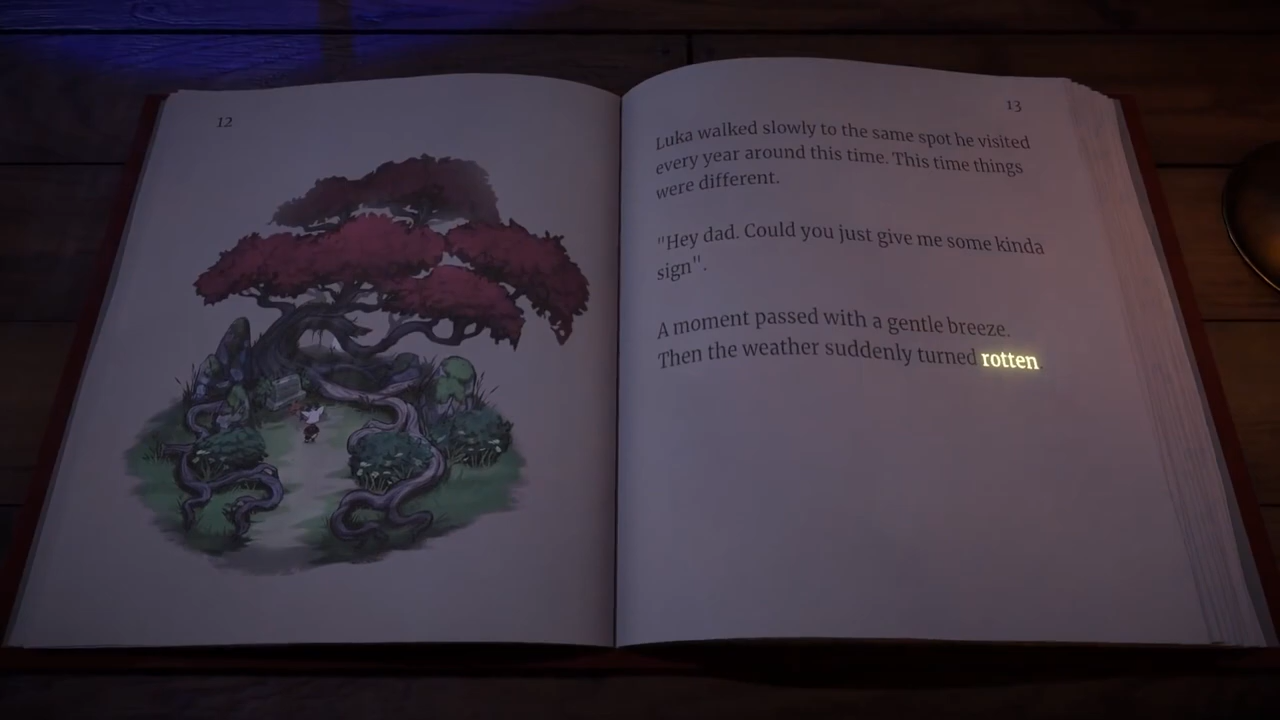 12
13
Luka walked slowly to the same spot he visited
every year around this time. This time things
were different.
"Hey dad. Could you just give me some kinda
sign".
A moment passed with a gentle breeze.
Then the weather suddenly turned rotten.